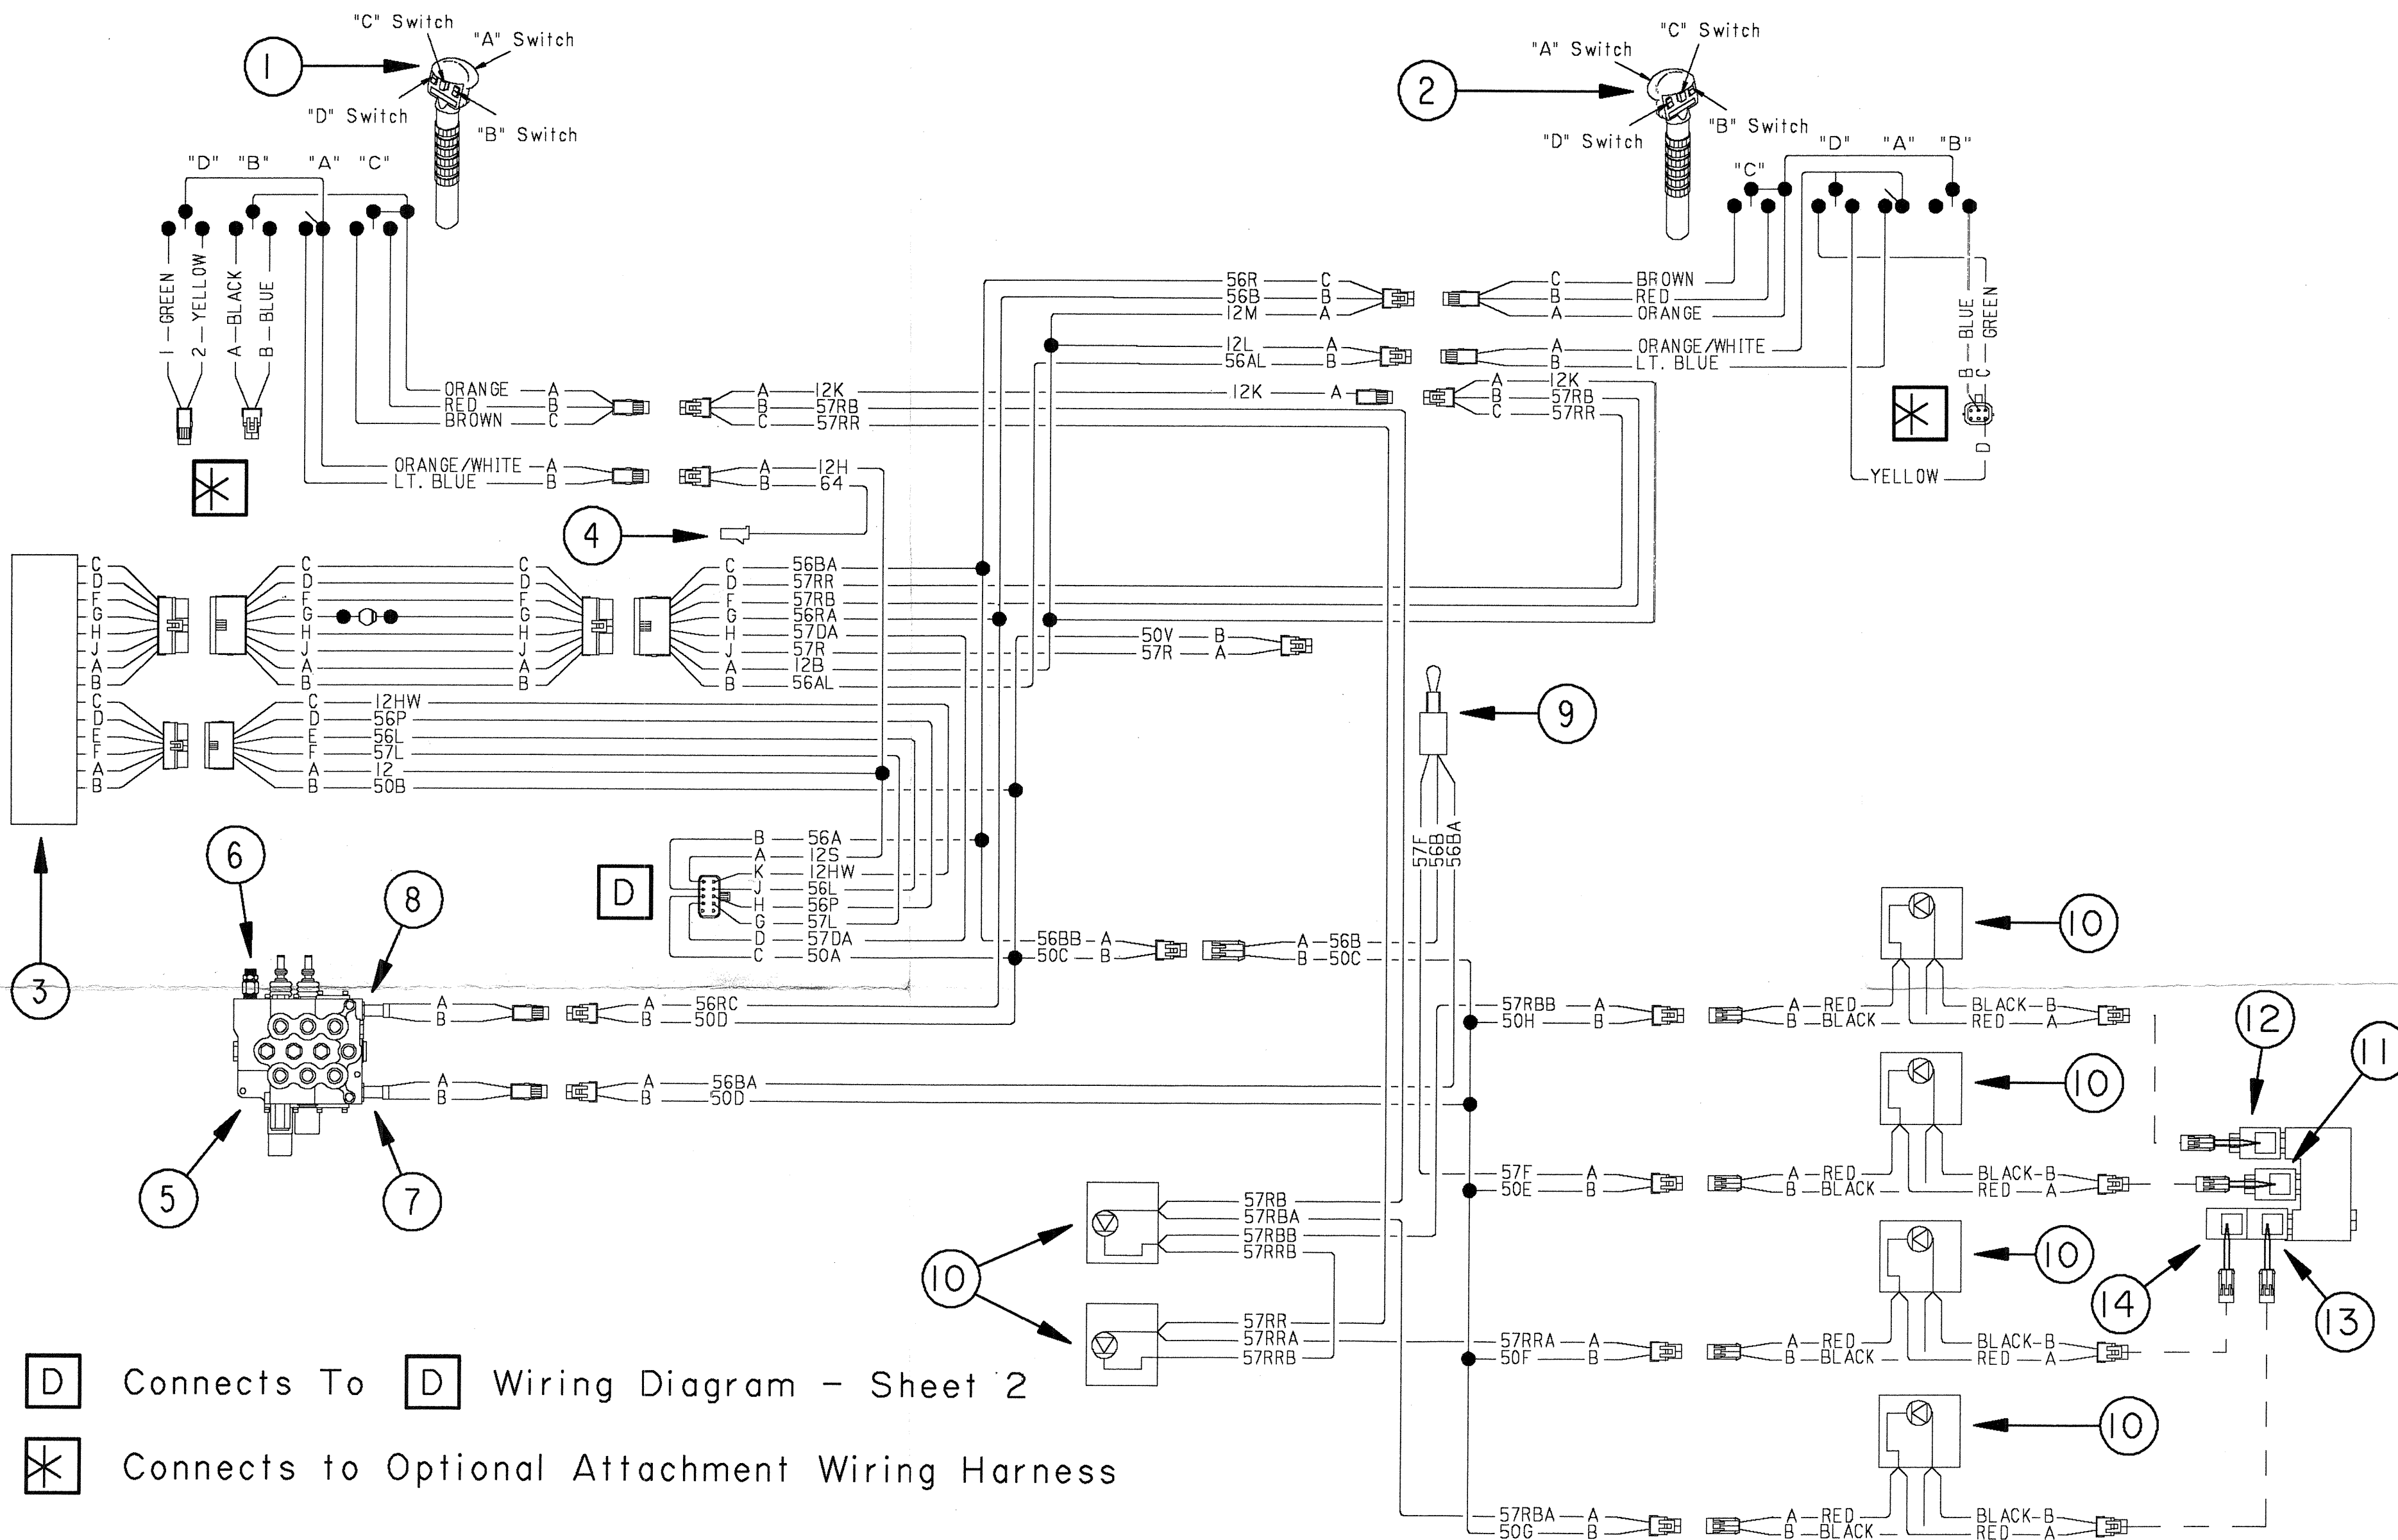 "C" Switch
"A" Switch
1
"D" Switch
"B" Switch
"D" "B" "A" "C"
1 GREEN
2 YELLOW
A BLACK
B BLUE
ORANGE A
RED B
BROWN C
A 12K
B 57RB
C 57RR
ORANGE/WHITE A
LT. BLUE B
A 12H
B 64
4
"C" Switch
"A" Switch
2
"B" Switch
"D" Switch
"C" "D" "A" "B"
56R C
56B B
12M A
C BROWN
B RED
A ORANGE
12L A
56AL B
A ORANGE/WHITE
B LT. BLUE
12K A
A 12K
B 57RB
C 57RR
B BLUE
C GREEN
D
YELLOW
C C C C 56BA
D D D D 57RR
F F F F 57RB
G G G G 56RA
H H H H 57DA
J J J J 57R
A A A A 12B
B B B B 56AL
50V B
57R A
C C 12HW
D D 56P
E E 56L
F F 57L
A A 12
B B 50B
3
9
57F
56B
56BA
D
B 56A
A 12S
K 12HW
J 56L
H 56P
G 57L
D 57DA
C 50A
56BB A
50C B
A 56B
B 50C
6
8
5
7
A A 56RC
B B 50D
A A 56BA
B B 50D
10
57RBB A
50H B
A RED
B BLACK
BLACK B
RED A
10
57F A
50E B
A RED
B BLACK
BLACK B
RED A
12
11
10
57RB
57RBA
57RBB
57RRB
57RR
57RRA
57RRB
10
57RRA A
50F B
A RED
B BLACK
BLACK B
RED A
14
13
10
57RBA A
50G B
A RED
B BLACK
BLACK B
RED A
D Connects To D Wiring Diagram - Sheet 2
Connects to Optional Attachment Wiring Harness